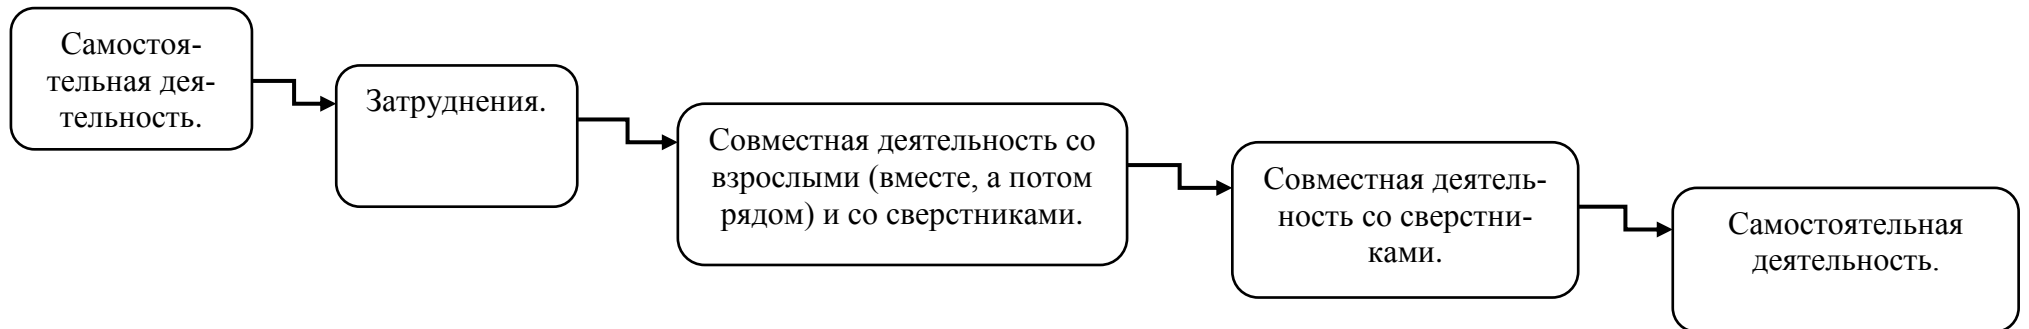 Самостоя-
тельная дея-
тельность.
Затруднения.
Совместная деятельность со
взрослыми (вместе, а потом
рядом) и со сверстниками.
Совместная деятель-
ность со сверстни-
ками.
Самостоятельная
деятельность.